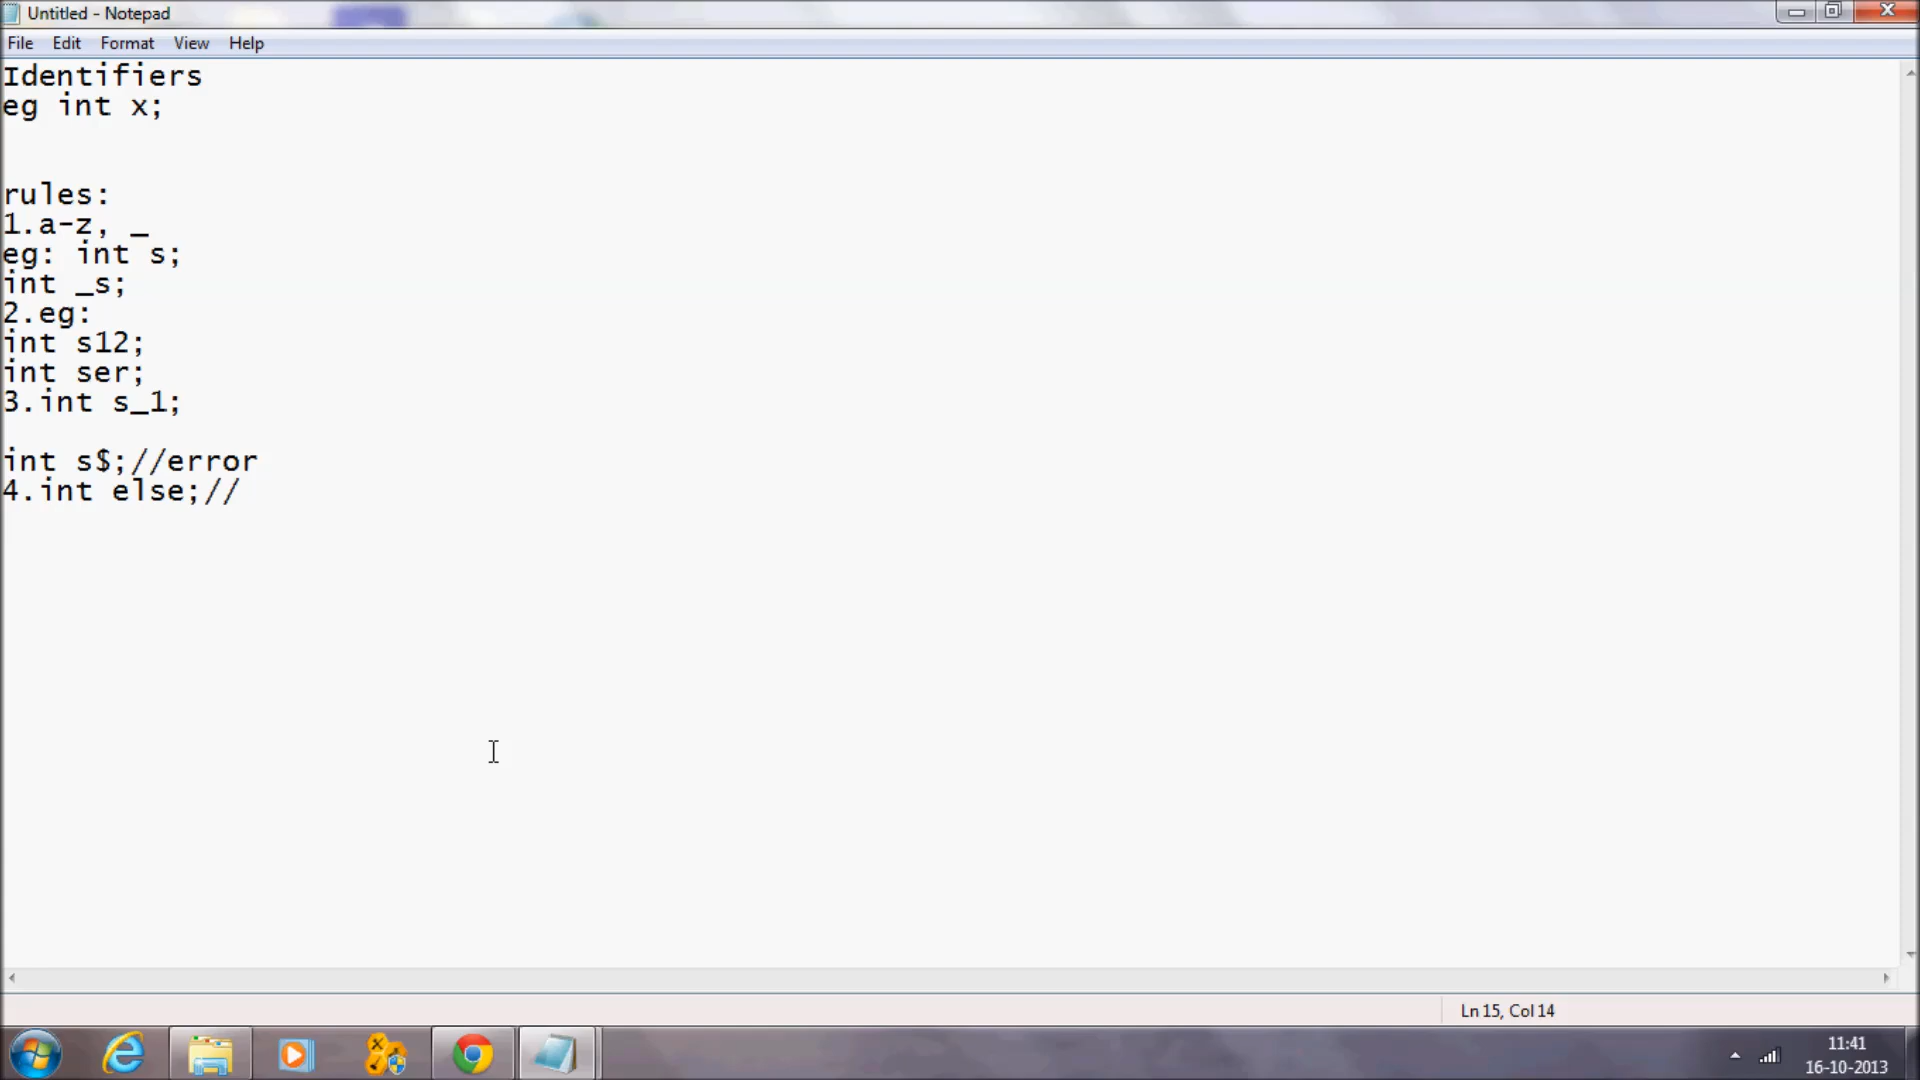 Untitled - Notepad
File Edit Format View Help
Identifiers
eg int x;
rules:
1.a-z, _
eg: int s;
int _s;
2.eg:
int s12;
int ser;
3.int s_1;
int s$;//error
4.int else;//
Ln 15, Col 14
11:41
16-10-2013